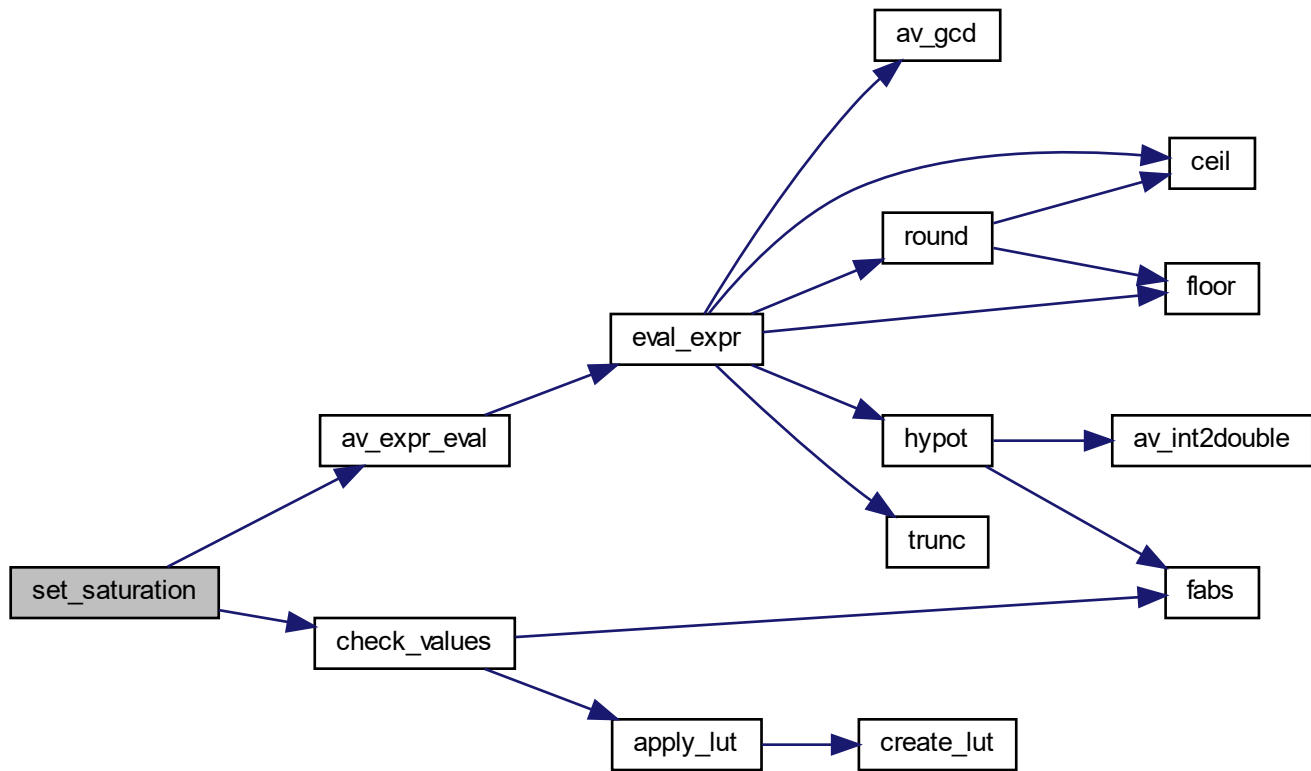 av_gcd
ceil
round
floor
eval_expr
av_expr_eval
hypot
av_int2double
trunc
set_saturation
fabs
check_values
apply_lut
create_lut